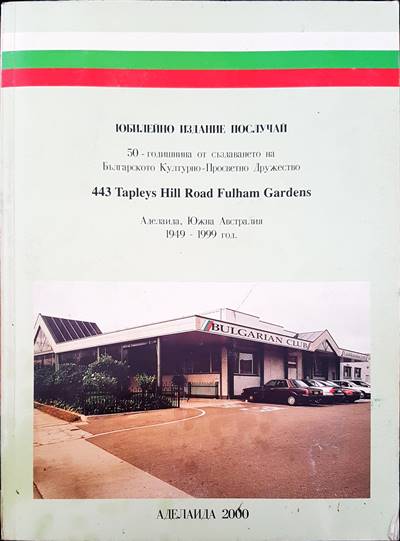 ЮБИЛЕЙНО ИЗДАНИЕ ПОСЛУЧАЙ
50 - годишнина от създаването на
Българското Културно-Просветно Дружество
443 Tapleys Hill Road Fulham Gardens
Аделаида, Южна Австралия
1949 - 1999 год.
BULGARIAN CLUB
АДЕЛАИДА 2000